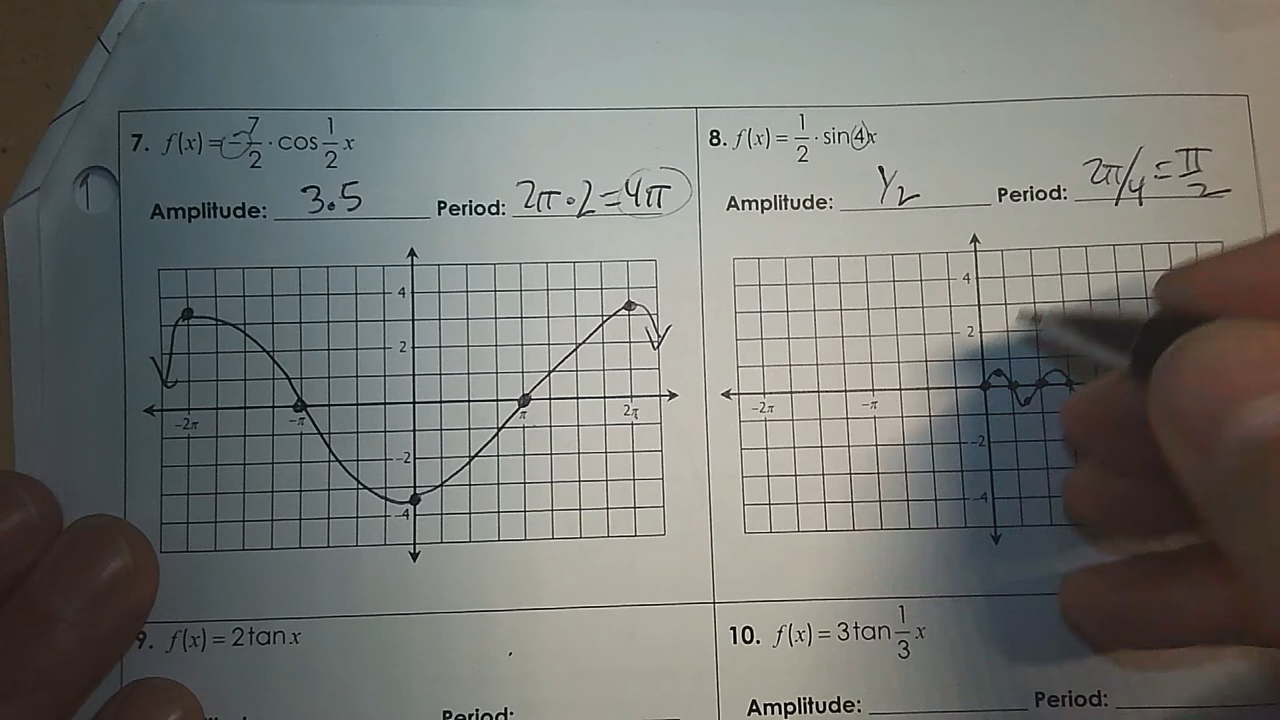 7. f(x) = -7/2 · cos 1/2 x
Amplitude: 3.5 Period: 2π · 2 = 4π
4
2
-2π -π π 2π
-2
-4
8. f(x) = 1/2 · sin 4x
Amplitude: 1/2 Period: 2π/4 = π/2
4
2
-2π -π
-2
-4
9. f(x) = 2 tan x
Period:
10. f(x) = 3 tan 1/3 x
Amplitude: Period: